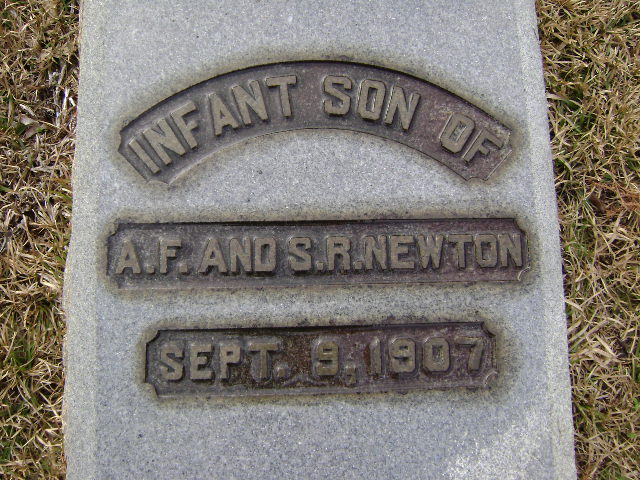 INFANT SON OF
A.F. AND S.R. NEWTON
SEPT. 9, 1907